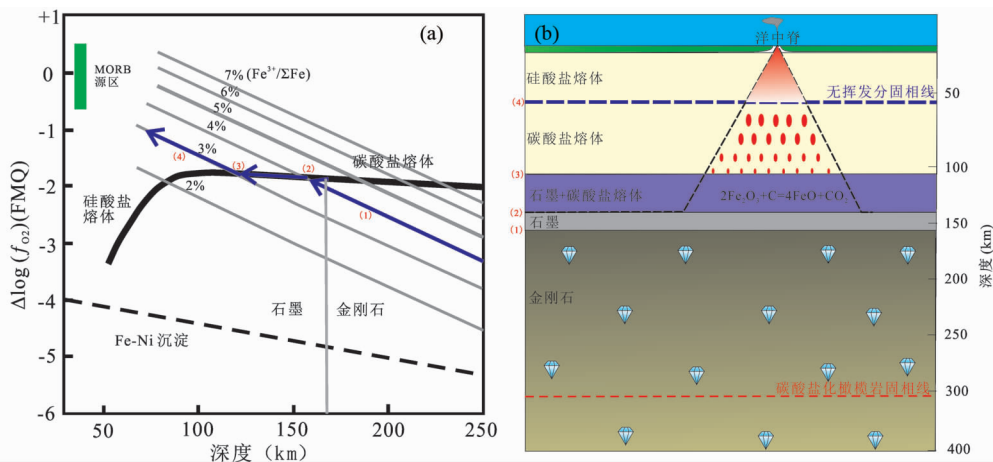 (a)
+1
0
-1
-2
-3
-4
-5
-6
Δlog (fO2)(FMQ)
MORB
源区
7% (Fe³⁺/ΣFe)
6%
5%
4%
3%
2%
(4)
(3)
(2)
(1)
碳酸盐熔体
硅酸盐
熔体
石墨
金刚石
Fe-Ni 沉淀
50
100
150
200
250
深度 (km)
(b)
洋中脊
硅酸盐熔体
无挥发分固相线
(4)
碳酸盐熔体
(3)
石墨+碳酸盐熔体
2Fe₂O₃+C=4FeO+CO₂
(2)
石墨
(1)
金刚石
碳酸盐化橄榄岩固相线
50
100
150
200
250
300
400
深度 (km)